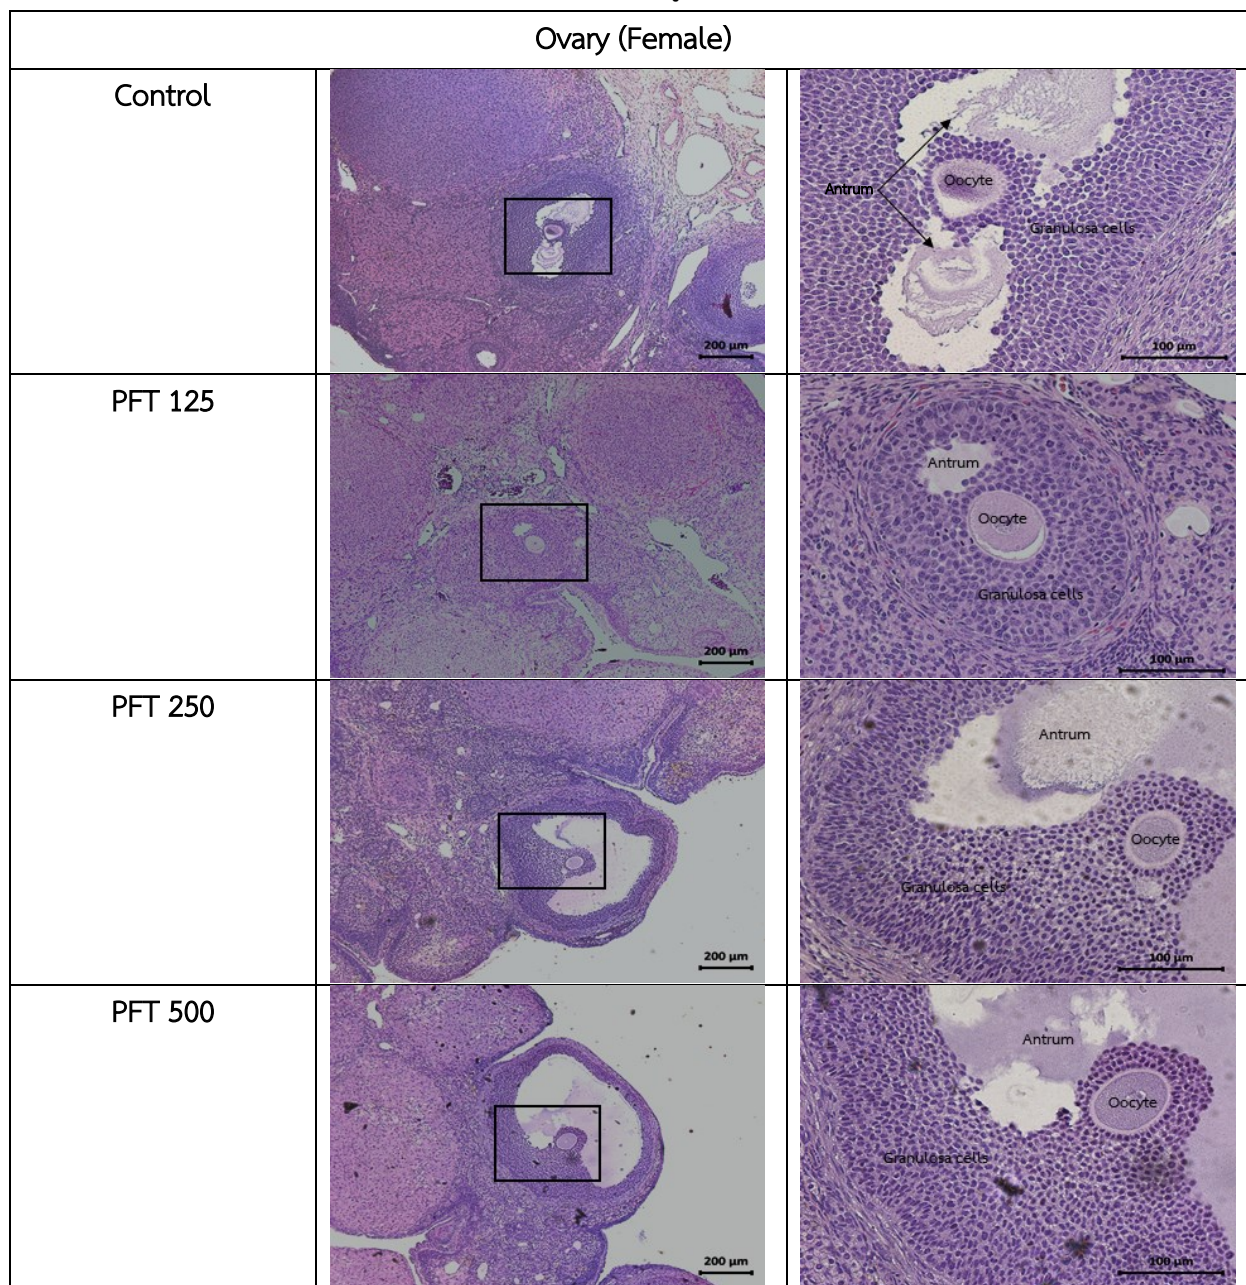 Ovary (Female)
Control
200 µm
Antrum
Oocyte
Granulosa cells
100 µm
PFT 125
200 µm
Antrum
Oocyte
Granulosa cells
100 µm
PFT 250
200 µm
Antrum
Oocyte
Granulosa cells
100 µm
PFT 500
200 µm
Antrum
Oocyte
Granulosa cells
100 µm